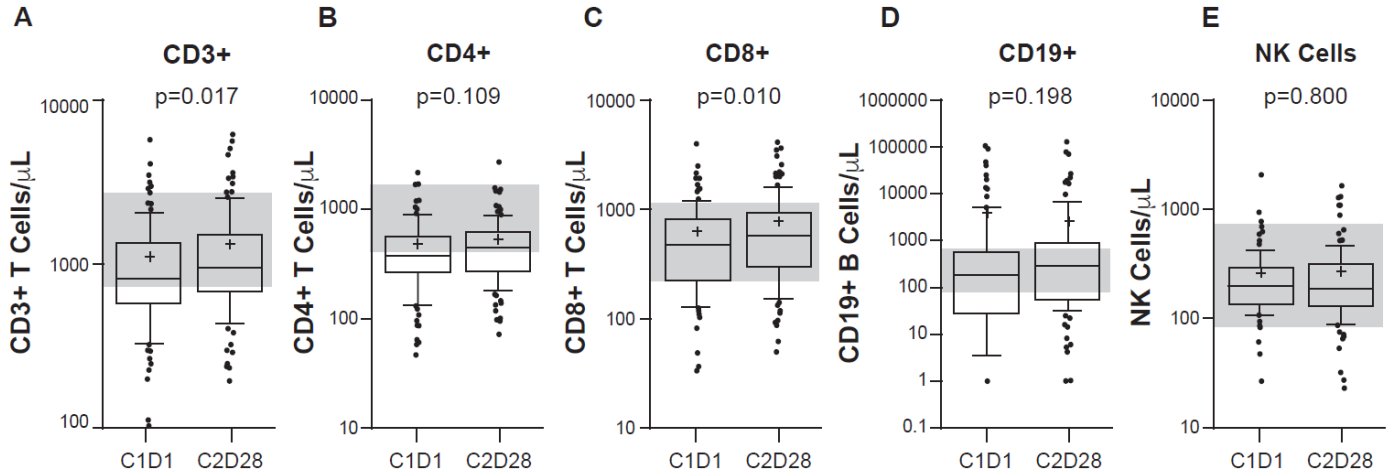 A
CD3+
p=0.017
CD3+ T Cells/μL
10000
1000
100
C1D1
C2D28
B
CD4+
p=0.109
CD4+ T Cells/μL
10000
1000
100
10
C1D1
C2D28
C
CD8+
p=0.010
CD8+ T Cells/μL
10000
1000
100
10
C1D1
C2D28
D
CD19+
p=0.198
CD19+ B Cells/μL
1000000
100000
10000
1000
100
10
1
0.1
C1D1
C2D28
E
NK Cells
p=0.800
NK Cells/μL
10000
1000
100
10
C1D1
C2D28